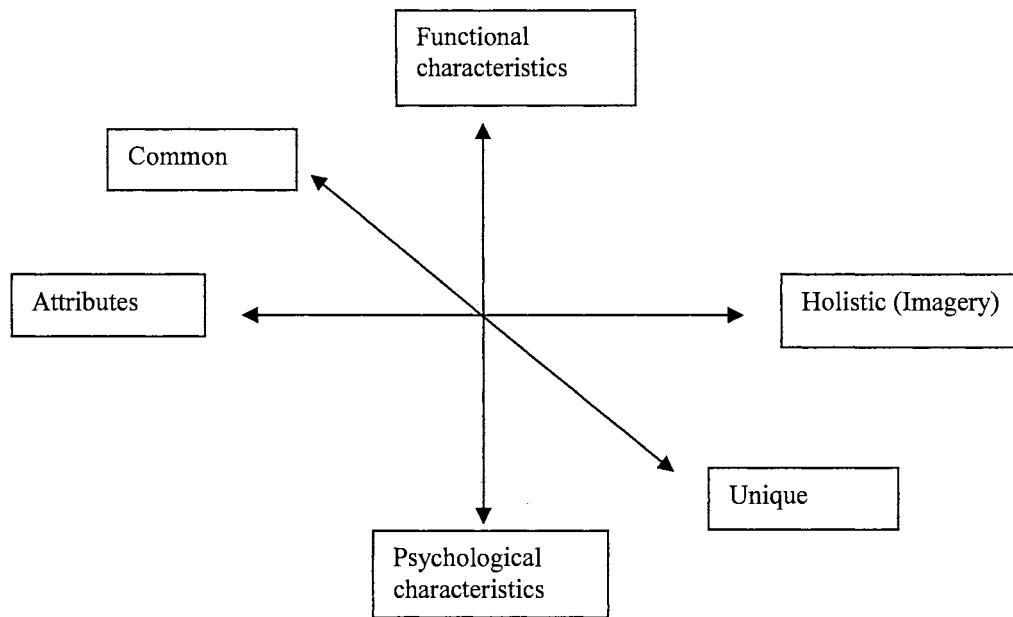 Functional
characteristics
Common
Attributes
Holistic (Imagery)
Unique
Psychological
characteristics